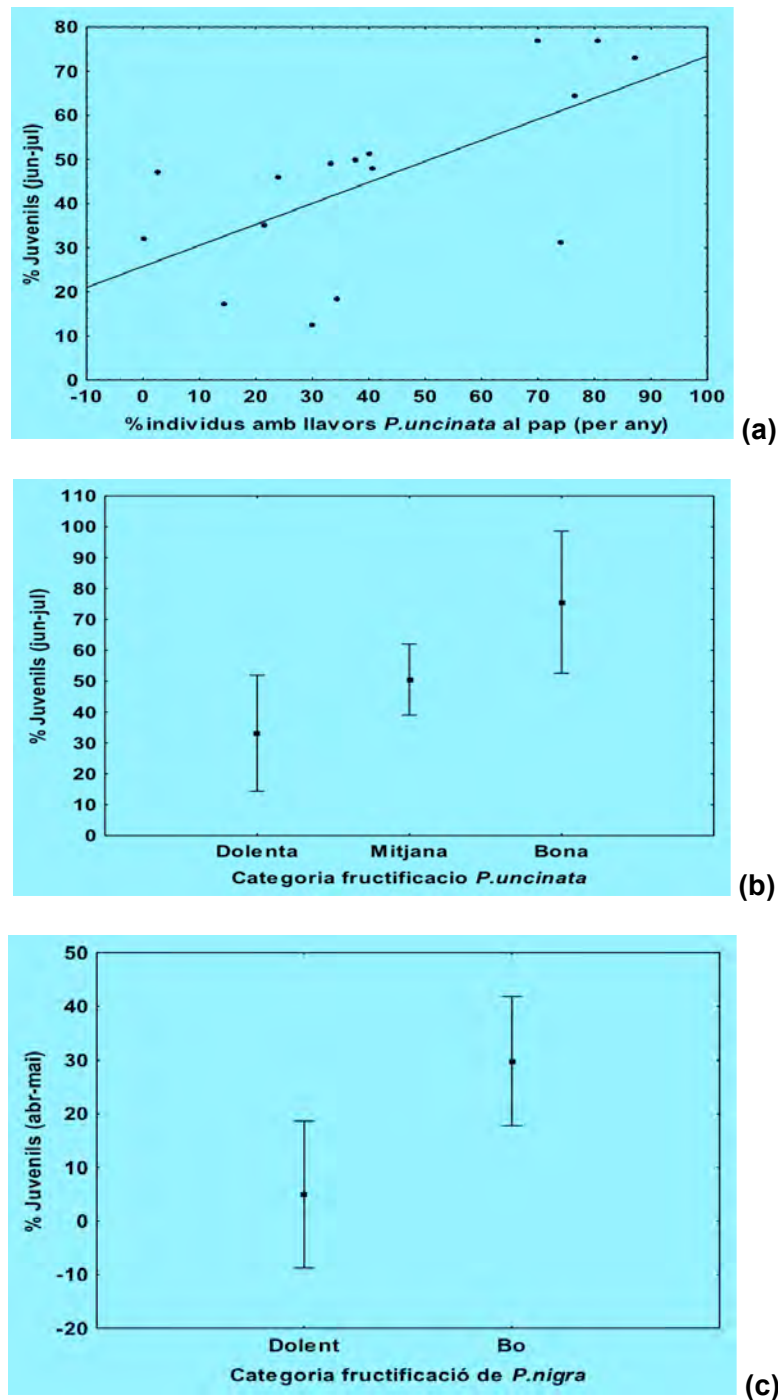 80
70
60
50
40
30
20
10
0
% Juvenils (jun-jul)
-10 0 10 20 30 40 50 60 70 80 90 100
% individus amb llavors P.uncinata al pap (per any)
(a)
110
100
90
80
70
60
50
40
30
20
10
0
% Juvenils (jun-jul)
Dolenta Mitjana Bona
Categoria fructificacio P.uncinata
(b)
50
40
30
20
10
0
-10
-20
% Juvenils (abr-mai)
Dolent Bo
Categoria fructificació de P.nigra
(c)